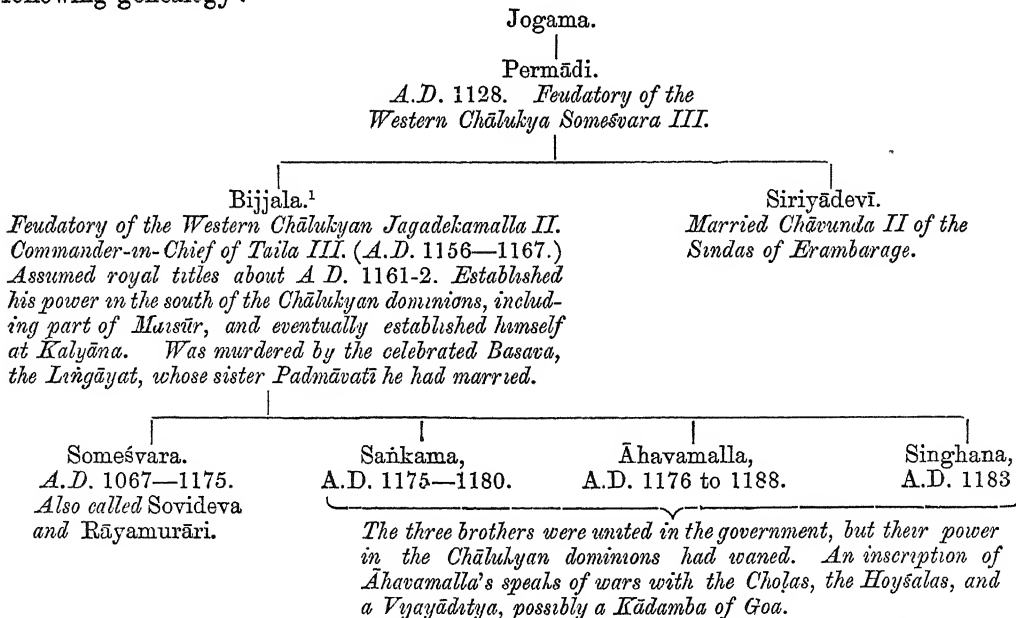 following genealogy :
Jogama.
Permādi.
A.D. 1128. Feudatory of the
Western Chālukya Someśvara III.
Bijjala.¹
Feudatory of the Western Chālukyan Jagadekamalla II.
Commander-in-Chief of Taila III. (A.D. 1156—1167.)
Assumed royal titles about A D. 1161-2. Established
his power in the south of the Chālukyan dominions, includ-
ing part of Maisūr, and eventually established himself
at Kalyāna. Was murdered by the celebrated Basava,
the Liṅgāyat, whose sister Padmāvatī he had married.
Siriyādevī.
Married Chāvunda II of the
Sindas of Erambarage.
Someśvara.
A.D. 1067—1175.
Also called Sovideva
and Rāyamurāri.
Saṅkama,
A.D. 1175—1180.
Āhavamalla,
A.D. 1176 to 1188.
Singhana,
A.D. 1183
The three brothers were united in the government, but their power
in the Chālukyan dominions had waned. An inscription of
Āhavamalla's speaks of wars with the Choḷas, the Hoyśalas, and
a Vijayāditya, possibly a Kādamba of Goa.